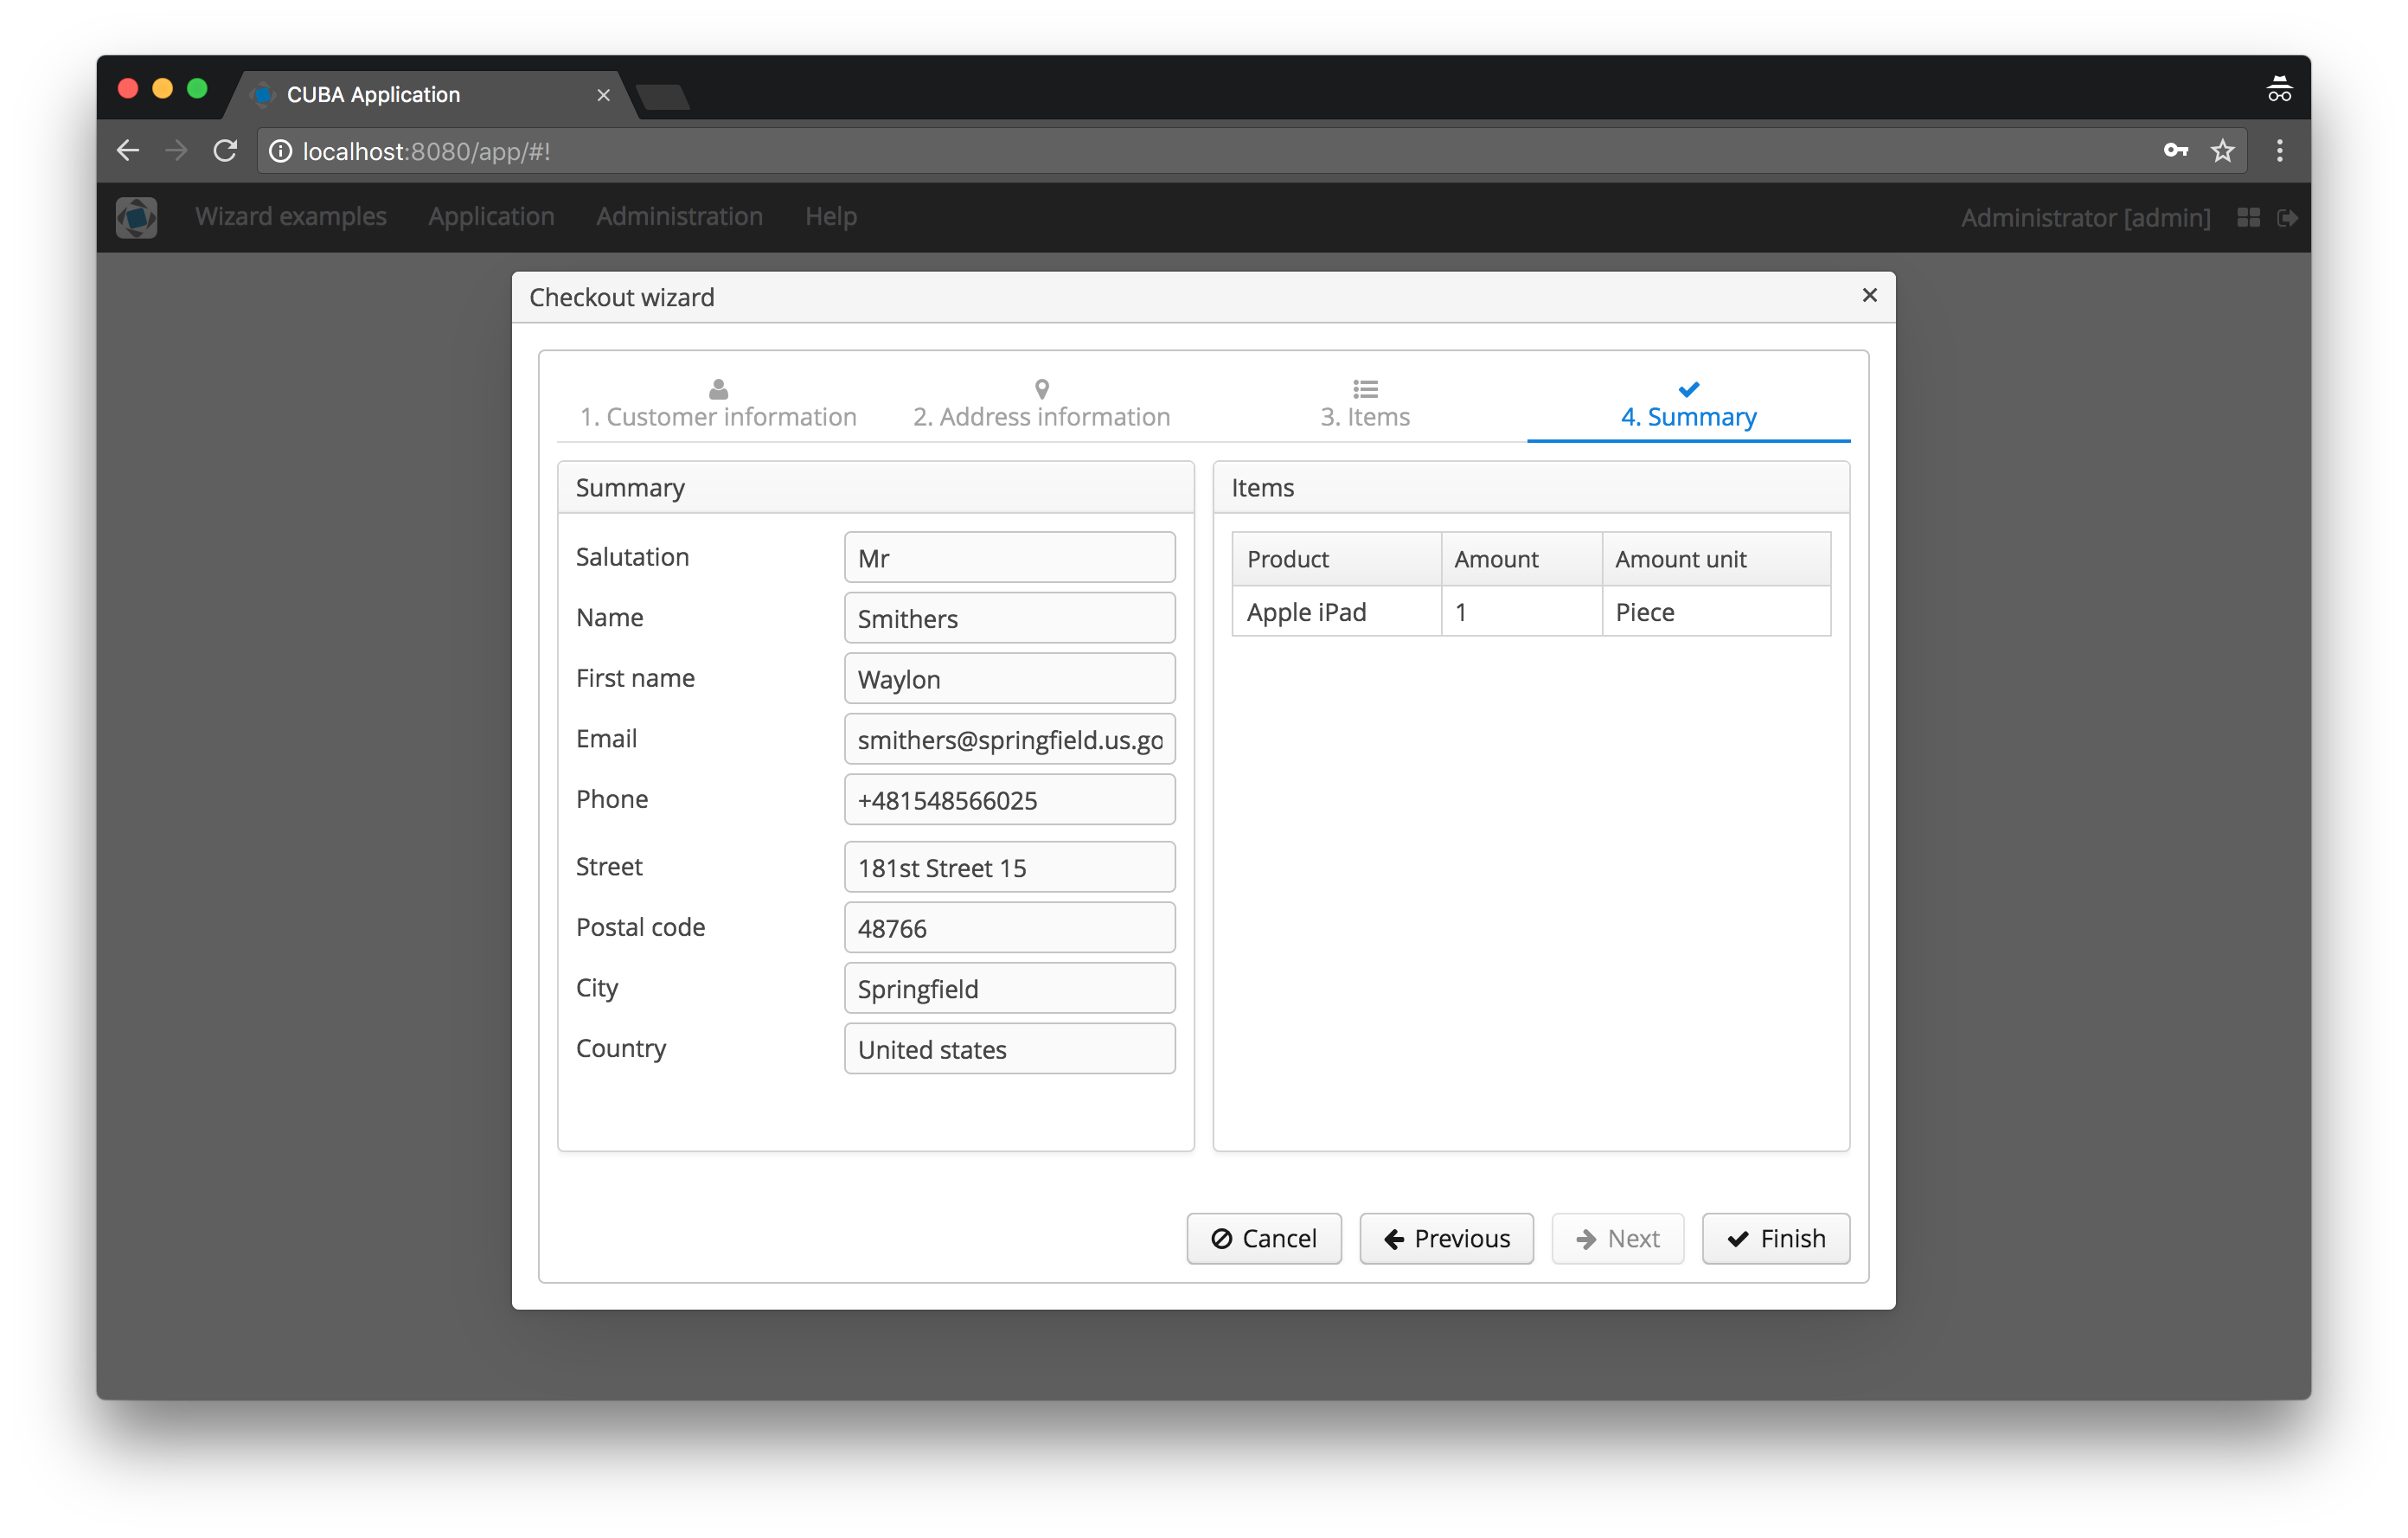 CUBA Application
localhost:8080/app/#!
Wizard examples Application Administration Help Administrator [admin]
Checkout wizard
1. Customer information 2. Address information 3. Items 4. Summary
Summary
Salutation Mr
Name Smithers
First name Waylon
Email smithers@springfield.us.go
Phone +481548566025
Street 181st Street 15
Postal code 48766
City Springfield
Country United states
Items
Product Amount Amount unit
Apple iPad 1 Piece
Cancel Previous Next Finish